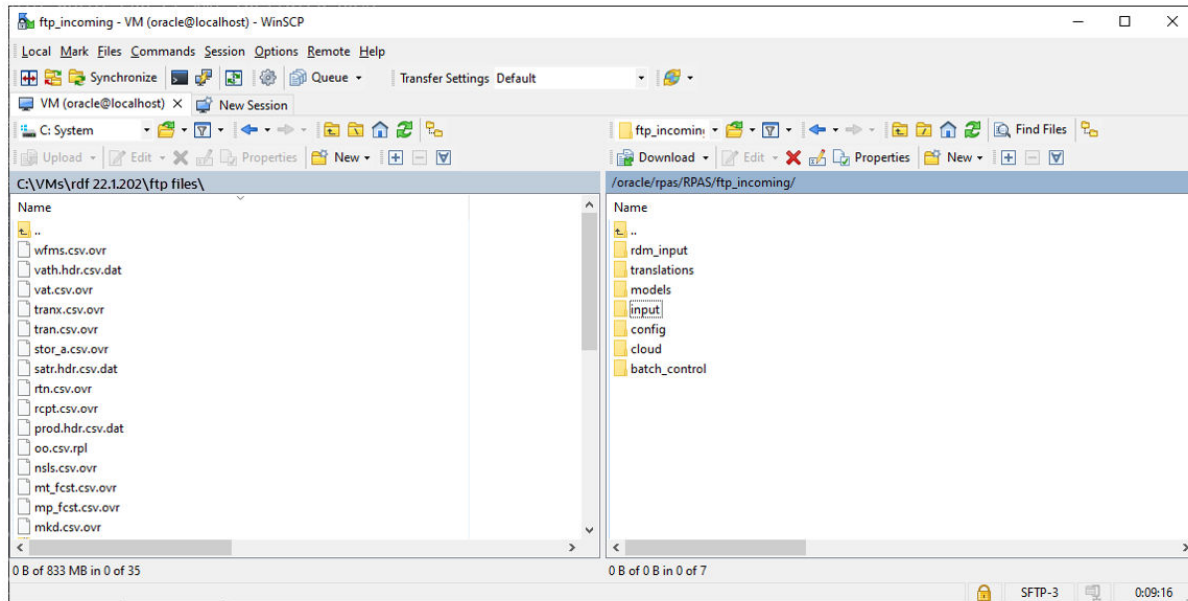 ftp_incoming - VM (oracle@localhost) - WinSCP
Local Mark Files Commands Session Options Remote Help
Synchronize Queue Transfer Settings Default
VM (oracle@localhost) New Session
C: System ftp_incomin Find Files
Upload Edit Properties New Download Edit Properties New
C:\VMs\rdf 22.1.202\ftp files\
Name
..
wfms.csv.ovr
vath.hdr.csv.dat
vat.csv.ovr
tranx.csv.ovr
tran.csv.ovr
stor_a.csv.ovr
satr.hdr.csv.dat
rtn.csv.ovr
rcpt.csv.ovr
prod.hdr.csv.dat
oo.csv.rpl
nsls.csv.ovr
mt_fcst.csv.ovr
mp_fcst.csv.ovr
mkd.csv.ovr
0 B of 833 MB in 0 of 35
/oracle/rpas/RPAS/ftp_incoming/
Name
..
rdm_input
translations
models
input
config
cloud
batch_control
0 B of 0 B in 0 of 7
SFTP-3 0:09:16